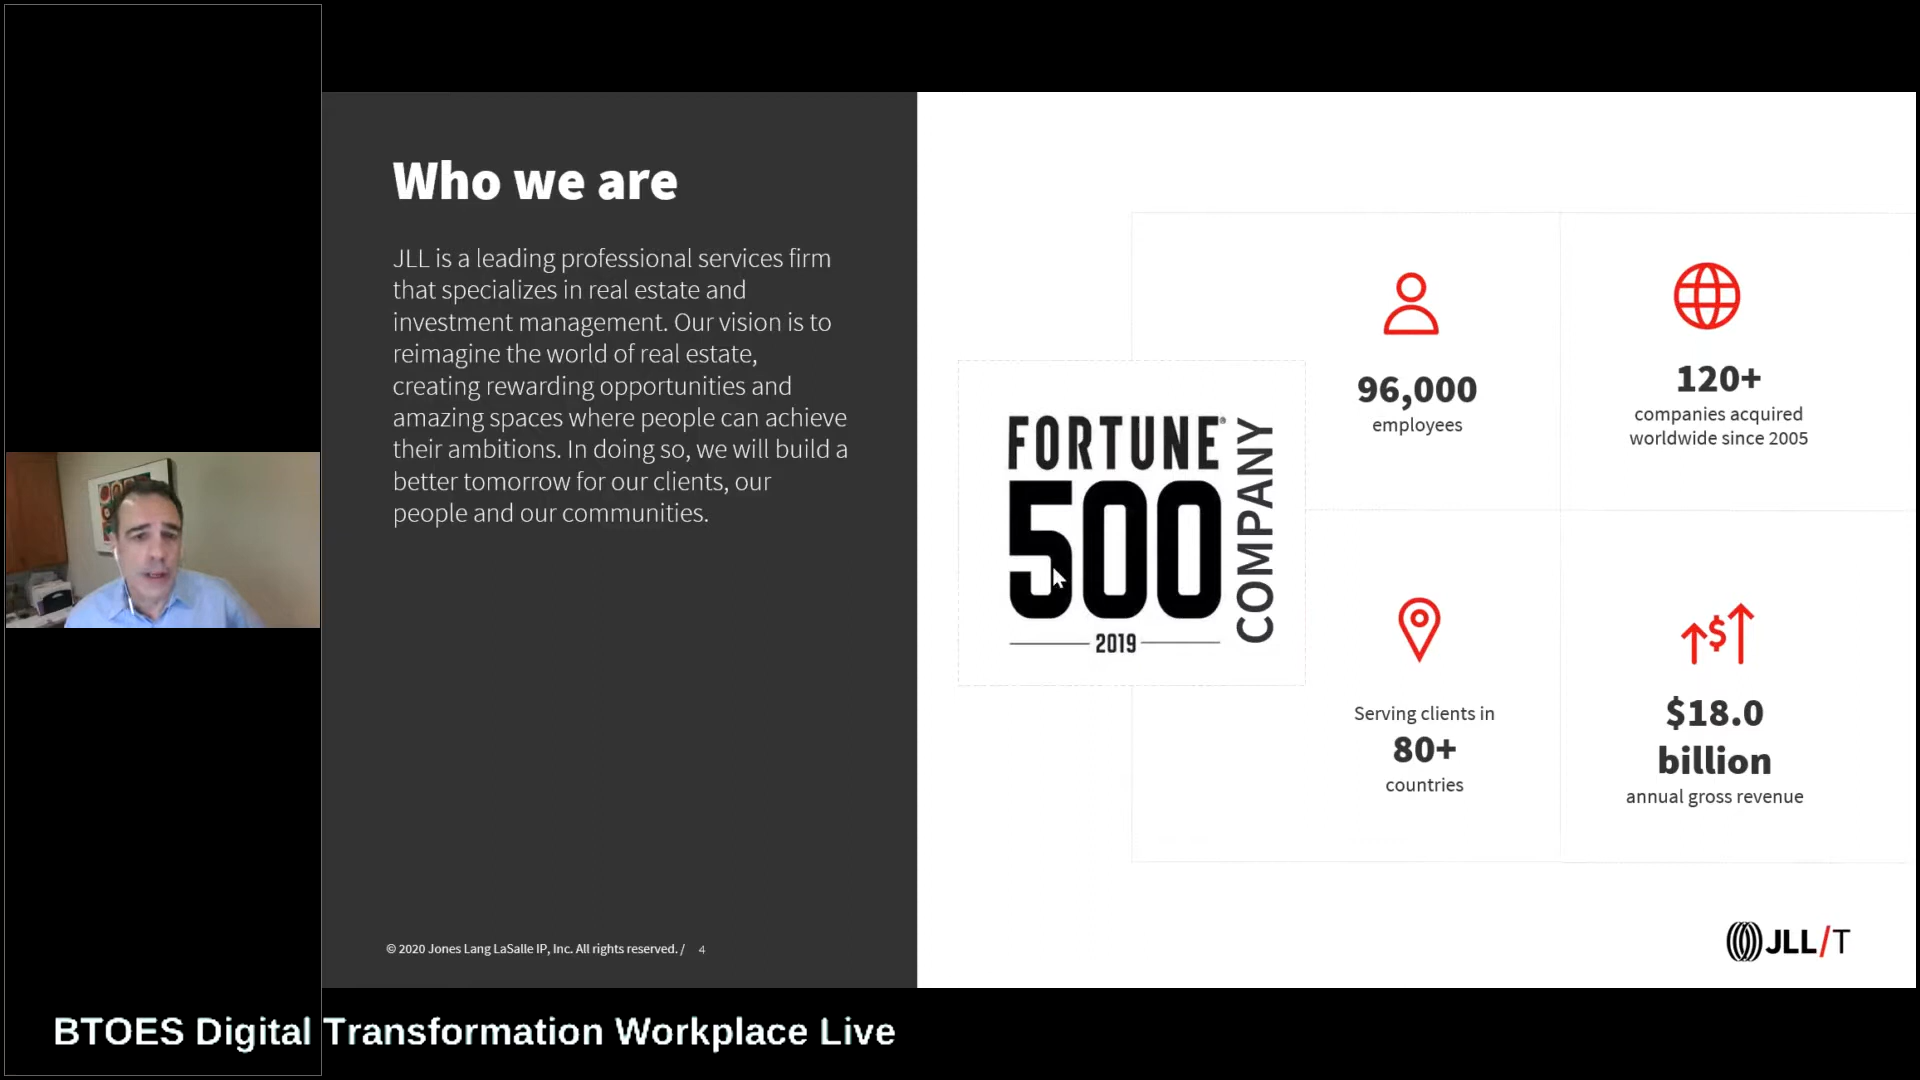 Who we are
JLL is a leading professional services firm
that specializes in real estate and
investment management. Our vision is to
reimagine the world of real estate,
creating rewarding opportunities and
amazing spaces where people can achieve
their ambitions. In doing so, we will build a
better tomorrow for our clients, our
people and our communities.
© 2020 Jones Lang LaSalle IP, Inc. All rights reserved. / 4
FORTUNE®
500
COMPANY
2019
96,000
employees
120+
companies acquired
worldwide since 2005
Serving clients in
80+
countries
$18.0
billion
annual gross revenue
JLL/T
BTOES Digital Transformation Workplace Live